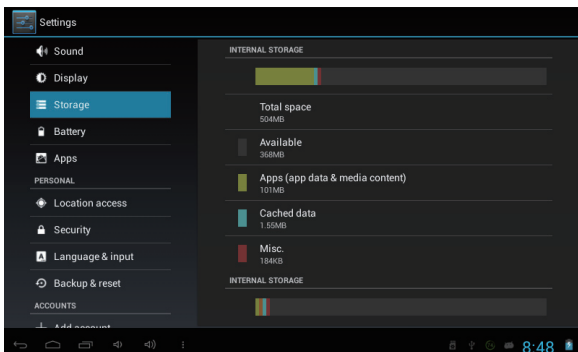 Settings
Sound
Display
Storage
Battery
Apps
PERSONAL
Location access
Security
Language & input
Backup & reset
ACCOUNTS
Add account
INTERNAL STORAGE
Total space
504MB
Available
368MB
Apps (app data & media content)
101MB
Cached data
1.55MB
Misc.
184KB
INTERNAL STORAGE
8:48